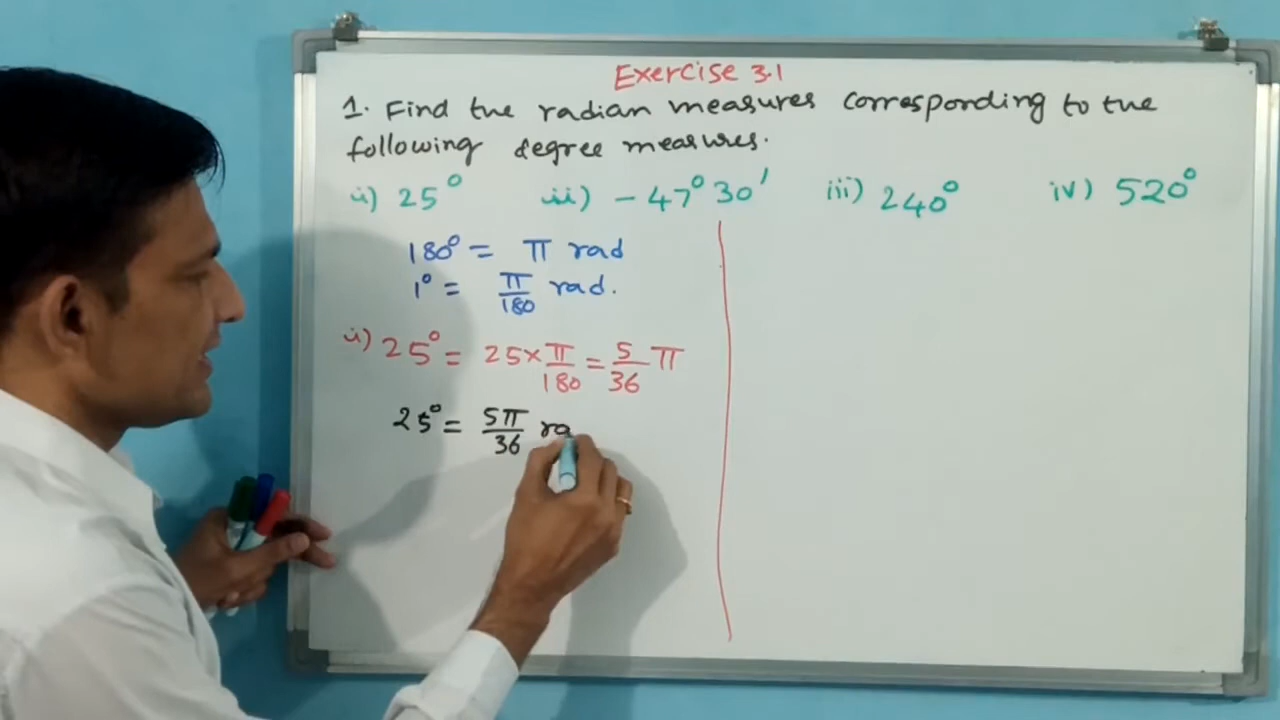 Exercise 3.1
1. Find the radian measures corresponding to the
following degree measures.
i) 25° ii) - 47° 30' iii) 240° iv) 520°
180° = π rad
1° = π/180 rad.
i) 25° = 25 × π/180 = 5/36 π
25° = 5π/36 ra